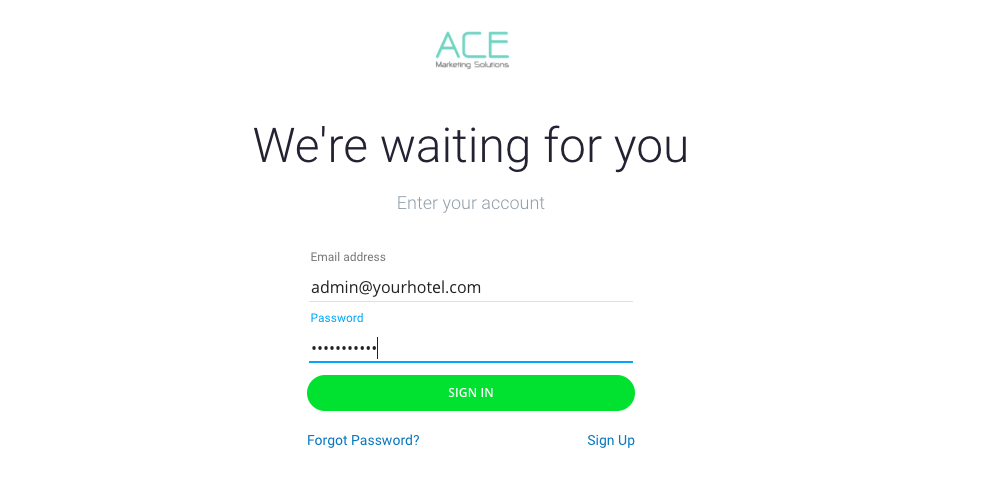 ACE
Marketing Solutions
We're waiting for you
Enter your account
Email address
admin@yourhotel.com
Password
•••••••••••
SIGN IN
Forgot Password?
Sign Up